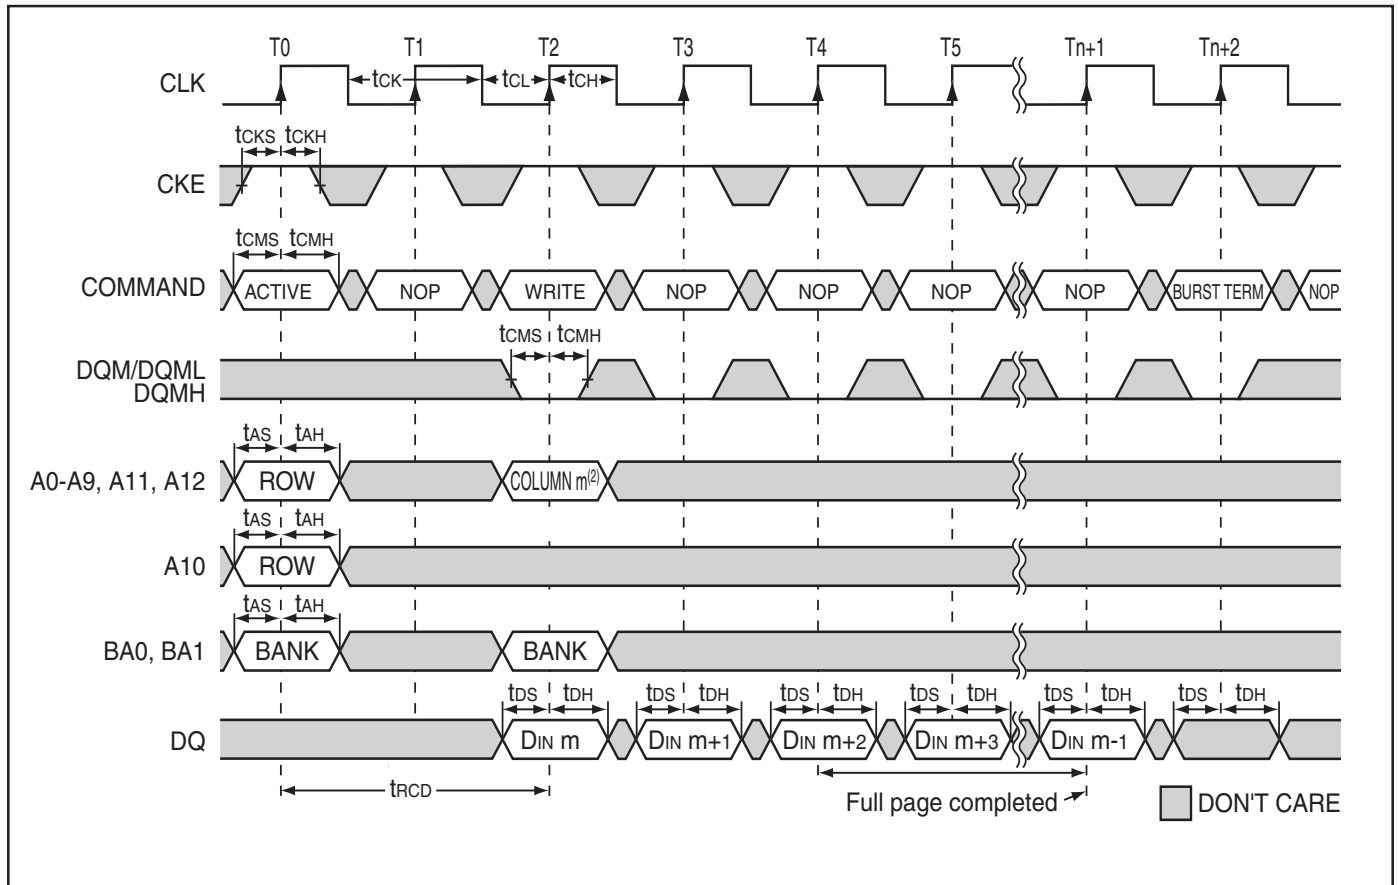 T0 T1 T2 T3 T4 T5 Tn+1 Tn+2
CLK tCK tCL tCH
tCKS tCKH
CKE
tCMS tCMH
COMMAND ACTIVE NOP WRITE NOP NOP NOP NOP BURST TERM NOP
tCMS tCMH
DQM/DQML
DQMH
tAS tAH
A0-A9, A11, A12 ROW COLUMN m(2)
tAS tAH
A10 ROW
tAS tAH
BA0, BA1 BANK BANK
tDS tDH tDS tDH tDS tDH tDS tDH tDS tDH tDS tDH
DQ DIN m DIN m+1 DIN m+2 DIN m+3 DIN m-1
tRCD
Full page completed
DON'T CARE